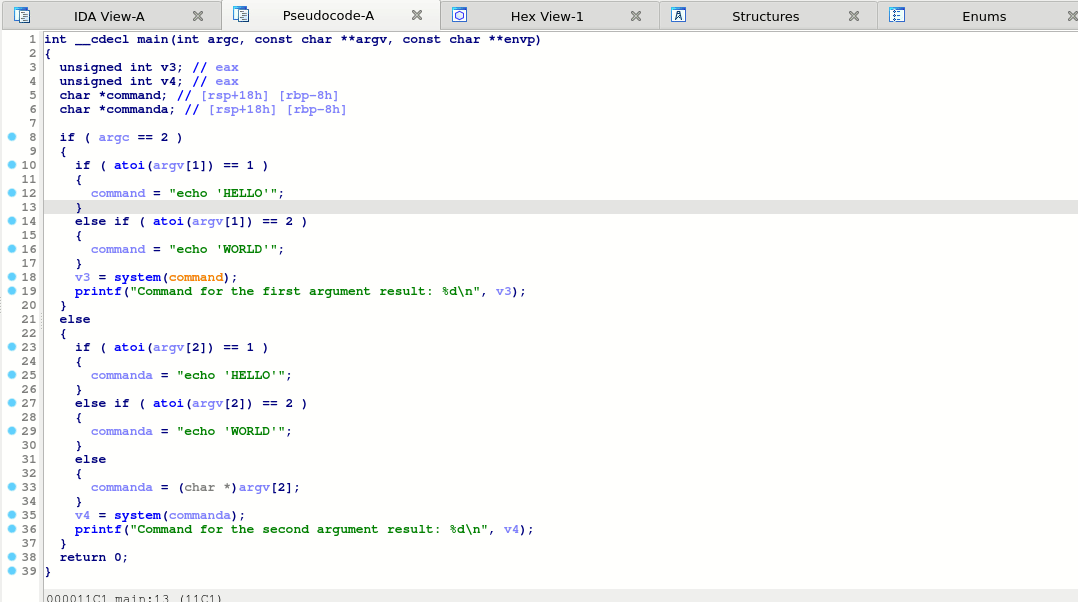 IDA View-A Pseudocode-A Hex View-1 Structures Enums
1 int __cdecl main(int argc, const char **argv, const char **envp)
2 {
3 unsigned int v3; // eax
4 unsigned int v4; // eax
5 char *command; // [rsp+18h] [rbp-8h]
6 char *commanda; // [rsp+18h] [rbp-8h]
7
8 if ( argc == 2 )
9 {
10 if ( atoi(argv[1]) == 1 )
11 {
12 command = "echo 'HELLO'";
13 }
14 else if ( atoi(argv[1]) == 2 )
15 {
16 command = "echo 'WORLD'";
17 }
18 v3 = system(command);
19 printf("Command for the first argument result: %d\n", v3);
20 }
21 else
22 {
23 if ( atoi(argv[2]) == 1 )
24 {
25 commanda = "echo 'HELLO'";
26 }
27 else if ( atoi(argv[2]) == 2 )
28 {
29 commanda = "echo 'WORLD'";
30 }
31 else
32 {
33 commanda = (char *)argv[2];
34 }
35 v4 = system(commanda);
36 printf("Command for the second argument result: %d\n", v4);
37 }
38 return 0;
39 }
000011C1 main:13 (11C1)